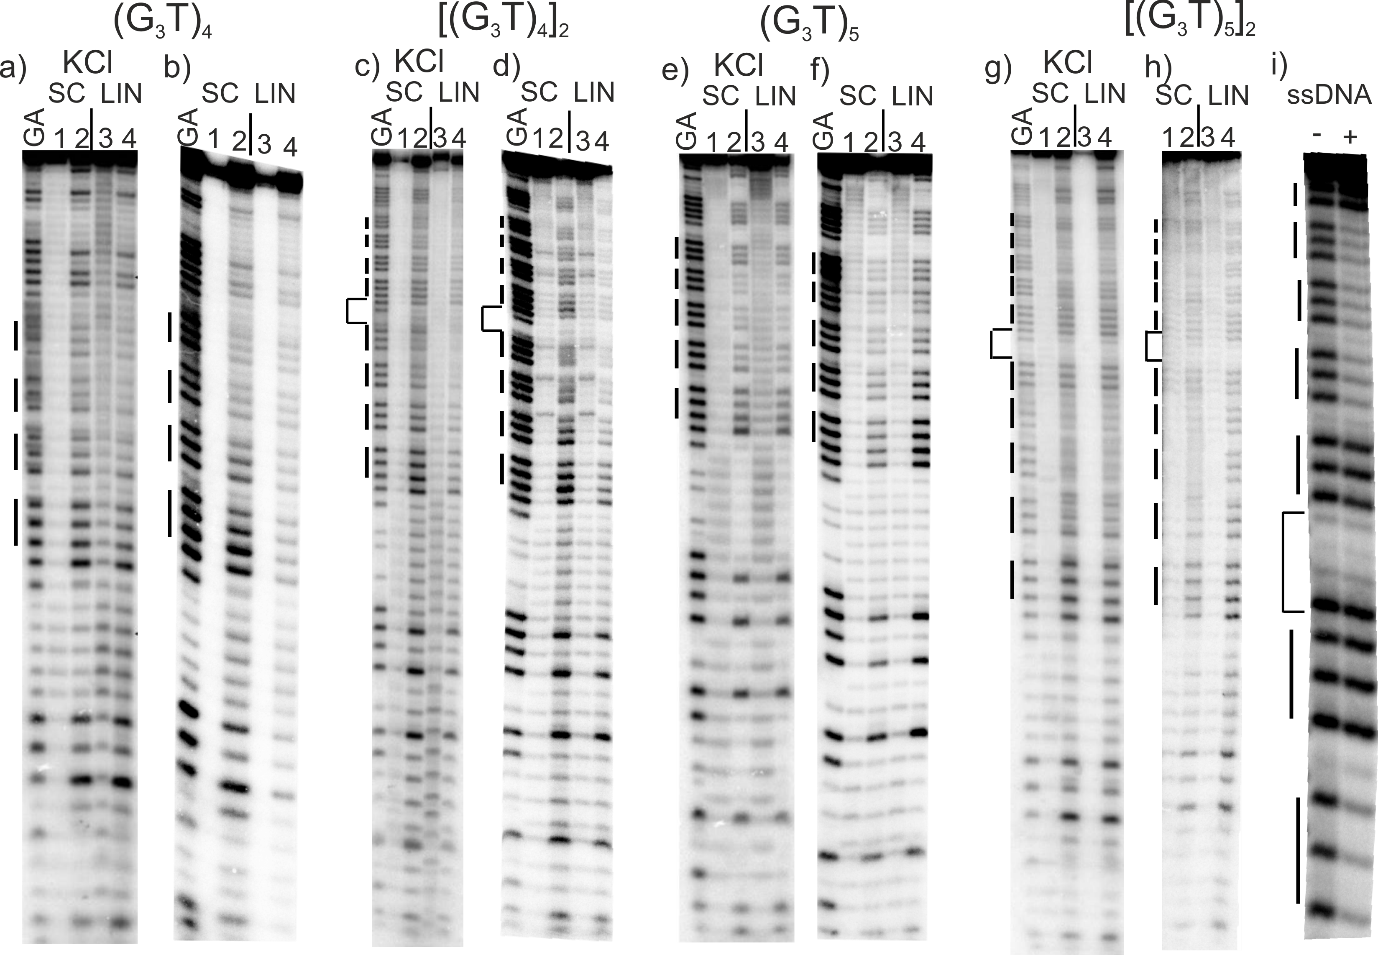 (G₃T)₄ [(G₃T)₄]₂ (G₃T)₅ [(G₃T)₅]₂
a) KCl b) c) KCl d) e) KCl f) g) KCl h) i)
SC LIN SC LIN SC LIN SC LIN SC LIN SC LIN SC LIN SC LIN ssDNA
GA 1 2 3 4 GA 1 2 3 4 GA 1 2 3 4 GA 1 2 3 4 GA 1 2 3 4 GA 1 2 3 4 GA 1 2 3 4 1 2 3 4 - +